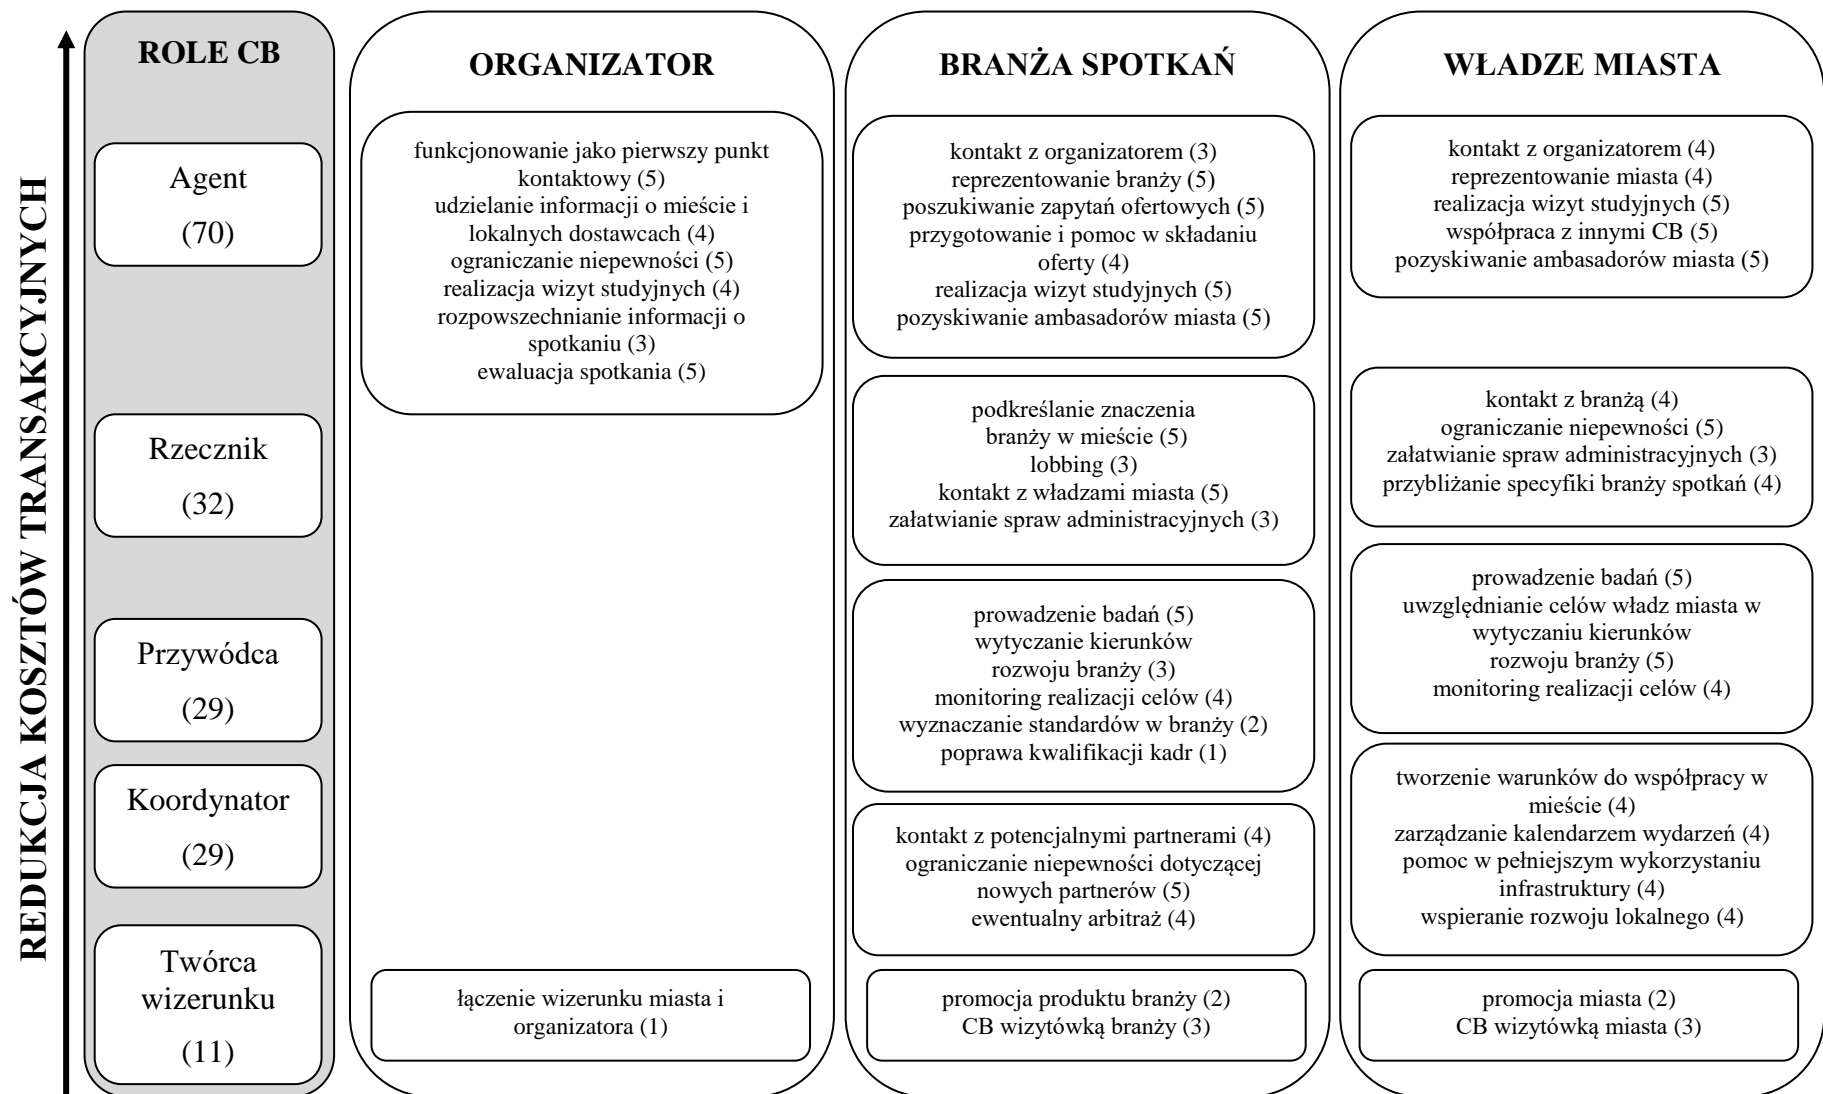 REDUKCJA KOSZTÓW TRANSAKCYJNYCH
ROLE CB
Agent
(70)
Rzecznik
(32)
Przywódca
(29)
Koordynator
(29)
Twórca
wizerunku
(11)
ORGANIZATOR
funkcjonowanie jako pierwszy punkt
kontaktowy (5)
udzielanie informacji o mieście i
lokalnych dostawcach (4)
ograniczanie niepewności (5)
realizacja wizyt studyjnych (4)
rozpowszechnianie informacji o
spotkaniu (3)
ewaluacja spotkania (5)
łączenie wizerunku miasta i
organizatora (1)
BRANŻA SPOTKAŃ
kontakt z organizatorem (3)
reprezentowanie branży (5)
poszukiwanie zapytań ofertowych (5)
przygotowanie i pomoc w składaniu
oferty (4)
realizacja wizyt studyjnych (5)
pozyskiwanie ambasadorów miasta (5)
podkreślanie znaczenia
branży w mieście (5)
lobbing (3)
kontakt z władzami miasta (5)
załatwianie spraw administracyjnych (3)
prowadzenie badań (5)
wytyczanie kierunków
rozwoju branży (3)
monitoring realizacji celów (4)
wyznaczanie standardów w branży (2)
poprawa kwalifikacji kadr (1)
kontakt z potencjalnymi partnerami (4)
ograniczanie niepewności dotyczącej
nowych partnerów (5)
ewentualny arbitraż (4)
promocja produktu branży (2)
CB wizytówką branży (3)
WŁADZE MIASTA
kontakt z organizatorem (4)
reprezentowanie miasta (4)
realizacja wizyt studyjnych (5)
współpraca z innymi CB (5)
pozyskiwanie ambasadorów miasta (5)
kontakt z branżą (4)
ograniczanie niepewności (5)
załatwianie spraw administracyjnych (3)
przybliżanie specyfiki branży spotkań (4)
prowadzenie badań (5)
uwzględnianie celów władz miasta w
wytyczaniu kierunków
rozwoju branży (5)
monitoring realizacji celów (4)
tworzenie warunków do współpracy w
mieście (4)
zarządzanie kalendarzem wydarzeń (4)
pomoc w pełniejszym wykorzystaniu
infrastruktury (4)
wspieranie rozwoju lokalnego (4)
promocja miasta (2)
CB wizytówką miasta (3)